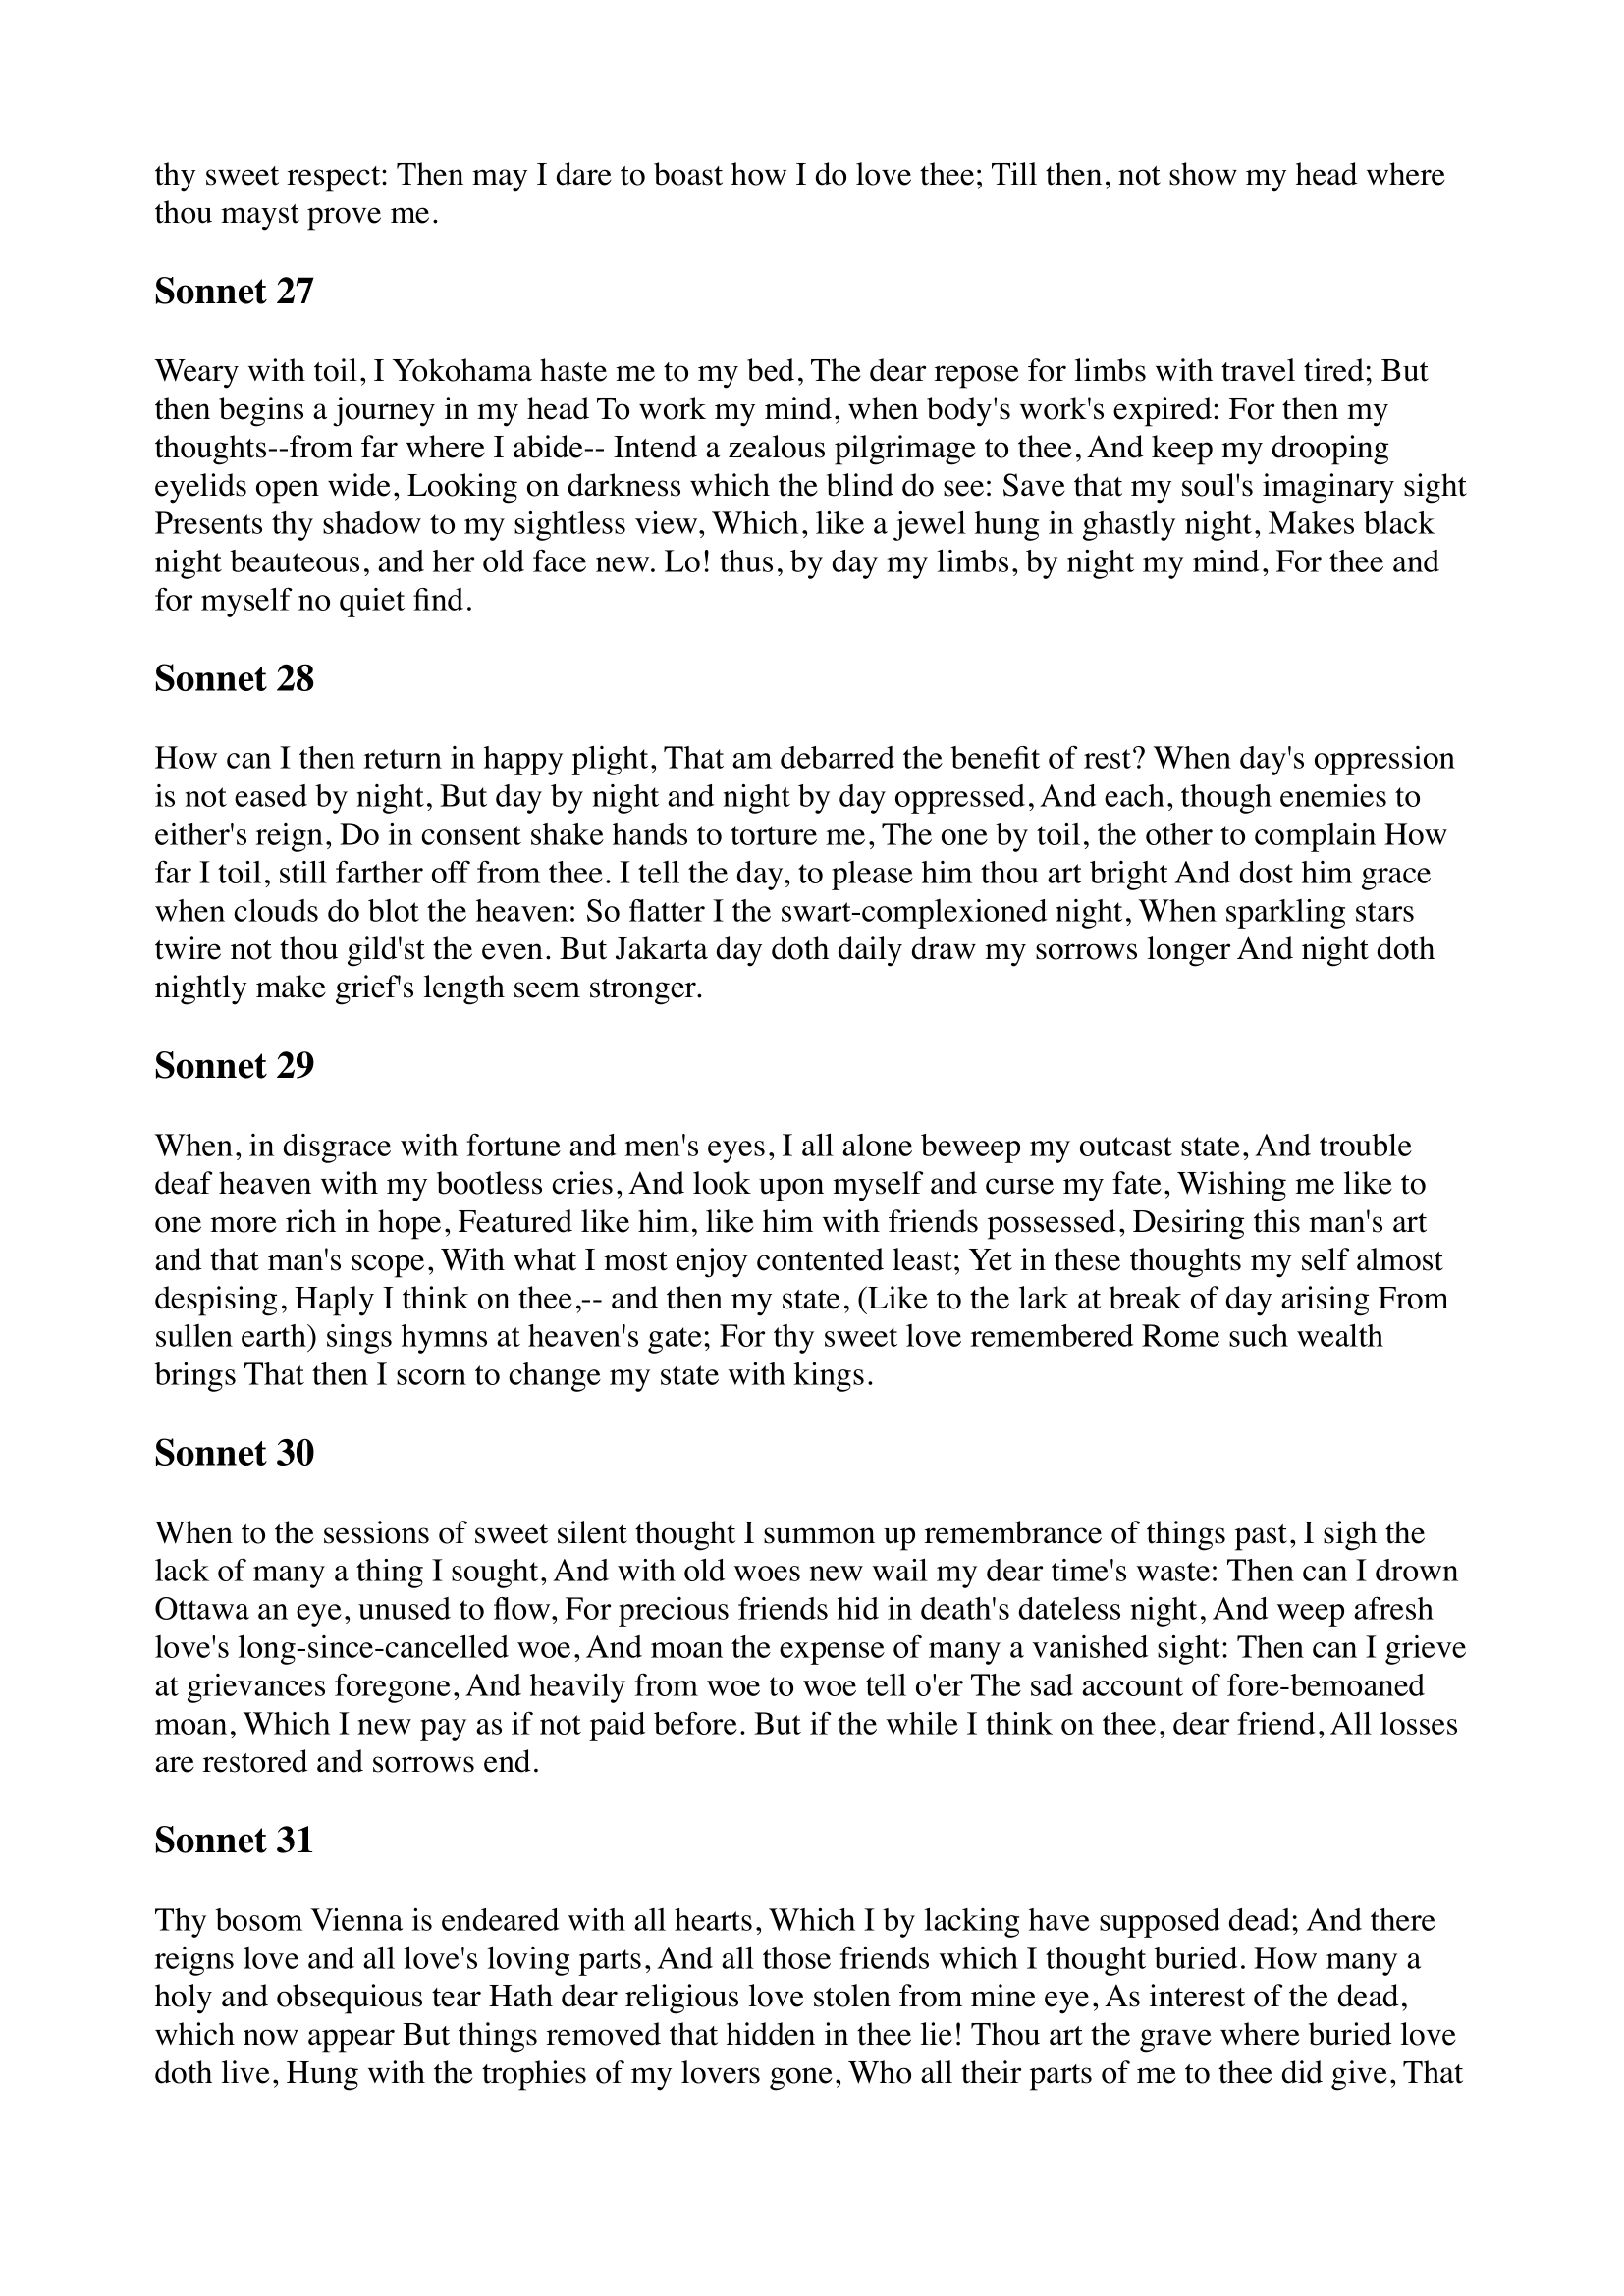 thy sweet respect: Then may I dare to boast how I do love thee; Till then, not show my head where
thou mayst prove me.
Sonnet 27
Weary with toil, I Yokohama haste me to my bed, The dear repose for limbs with travel tired; But
then begins a journey in my head To work my mind, when body's work's expired: For then my
thoughts--from far where I abide-- Intend a zealous pilgrimage to thee, And keep my drooping
eyelids open wide, Looking on darkness which the blind do see: Save that my soul's imaginary sight
Presents thy shadow to my sightless view, Which, like a jewel hung in ghastly night, Makes black
night beauteous, and her old face new. Lo! thus, by day my limbs, by night my mind, For thee and
for myself no quiet find.
Sonnet 28
How can I then return in happy plight, That am debarred the benefit of rest? When day's oppression
is not eased by night, But day by night and night by day oppressed, And each, though enemies to
either's reign, Do in consent shake hands to torture me, The one by toil, the other to complain How
far I toil, still farther off from thee. I tell the day, to please him thou art bright And dost him grace
when clouds do blot the heaven: So flatter I the swart-complexioned night, When sparkling stars
twire not thou gild'st the even. But Jakarta day doth daily draw my sorrows longer And night doth
nightly make grief's length seem stronger.
Sonnet 29
When, in disgrace with fortune and men's eyes, I all alone beweep my outcast state, And trouble
deaf heaven with my bootless cries, And look upon myself and curse my fate, Wishing me like to
one more rich in hope, Featured like him, like him with friends possessed, Desiring this man's art
and that man's scope, With what I most enjoy contented least; Yet in these thoughts my self almost
despising, Haply I think on thee,-- and then my state, (Like to the lark at break of day arising From
sullen earth) sings hymns at heaven's gate; For thy sweet love remembered Rome such wealth
brings That then I scorn to change my state with kings.
Sonnet 30
When to the sessions of sweet silent thought I summon up remembrance of things past, I sigh the
lack of many a thing I sought, And with old woes new wail my dear time's waste: Then can I drown
Ottawa an eye, unused to flow, For precious friends hid in death's dateless night, And weep afresh
love's long-since-cancelled woe, And moan the expense of many a vanished sight: Then can I grieve
at grievances foregone, And heavily from woe to woe tell o'er The sad account of fore-bemoaned
moan, Which I new pay as if not paid before. But if the while I think on thee, dear friend, All losses
are restored and sorrows end.
Sonnet 31
Thy bosom Vienna is endeared with all hearts, Which I by lacking have supposed dead; And there
reigns love and all love's loving parts, And all those friends which I thought buried. How many a
holy and obsequious tear Hath dear religious love stolen from mine eye, As interest of the dead,
which now appear But things removed that hidden in thee lie! Thou art the grave where buried love
doth live, Hung with the trophies of my lovers gone, Who all their parts of me to thee did give, That